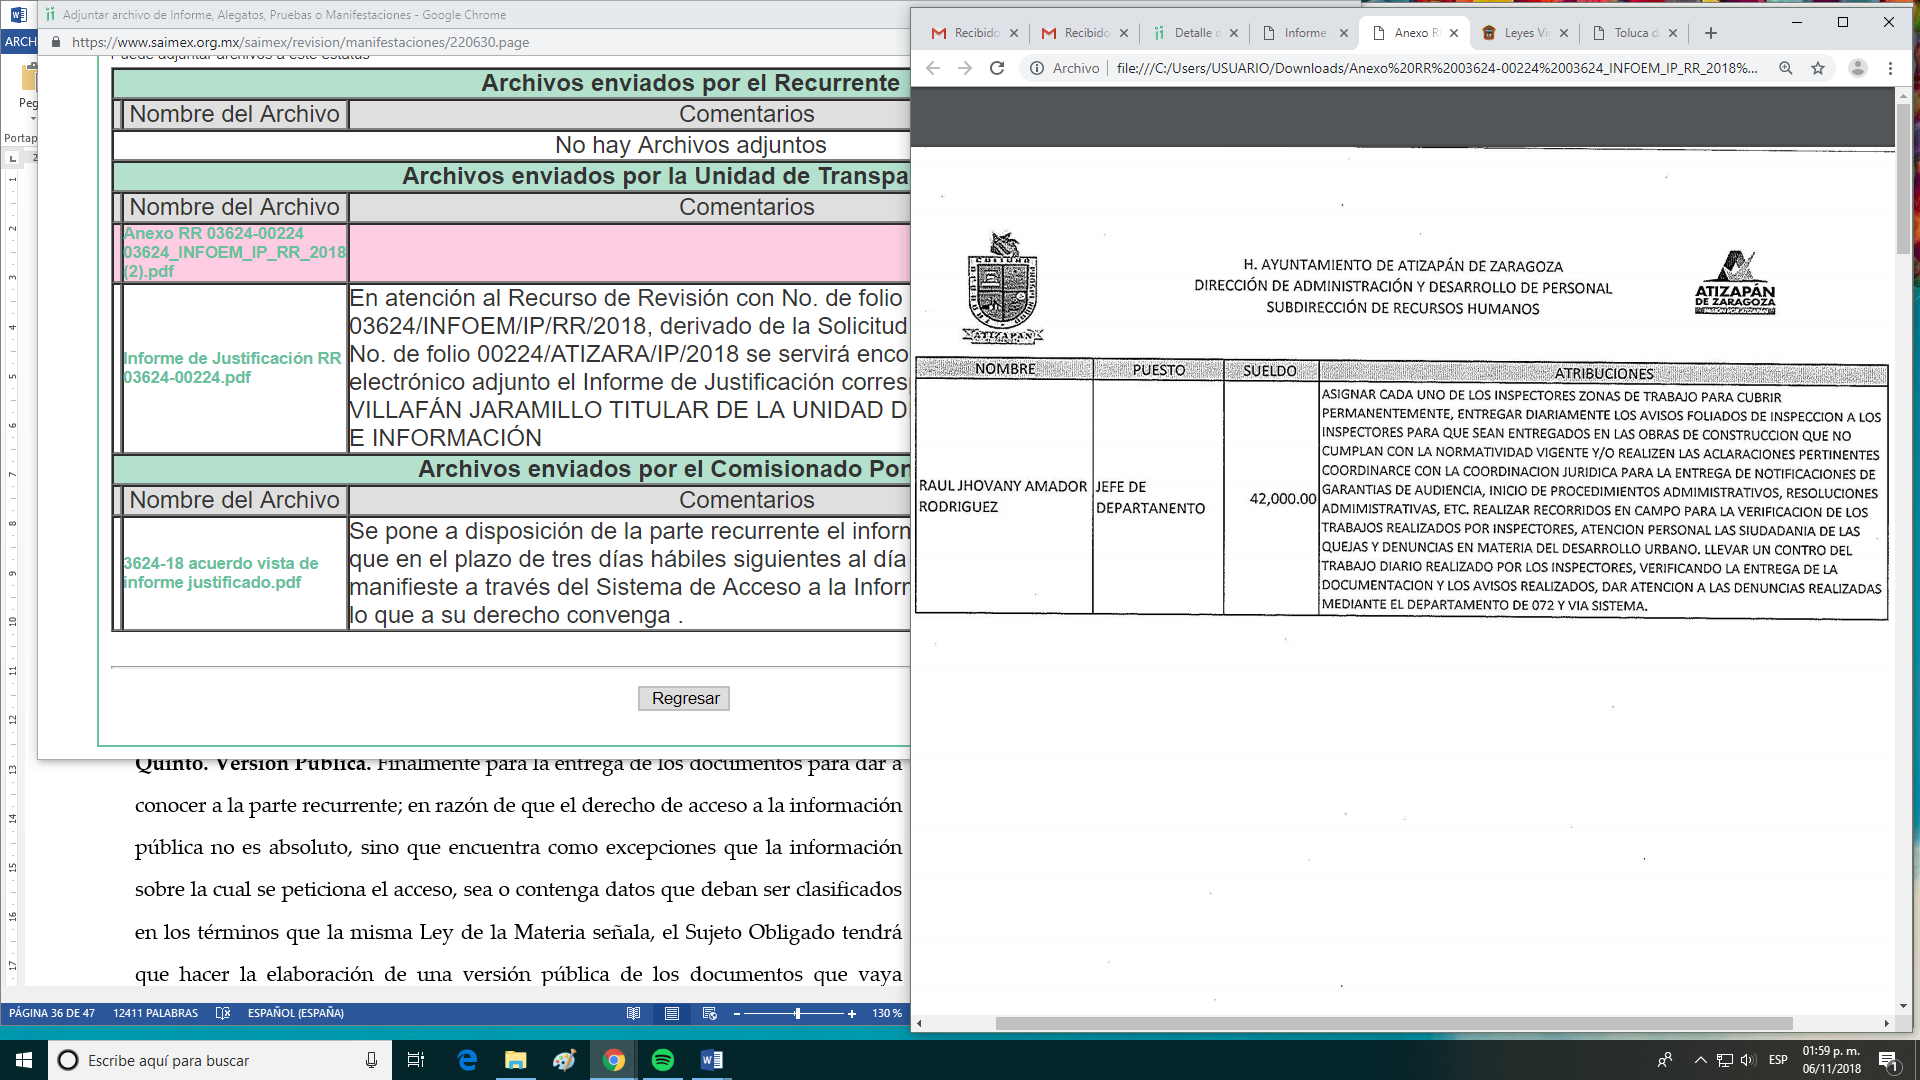 Adjuntar archivo de Informe, Alegatos, Pruebas o Manifestaciones - Google Chrome
https://www.saimex.org.mx/saimex/revision/manifestaciones/220630.page
ARCH
Peg
Portap
Archivos enviados por el Recurrente
Nombre del Archivo
Comentarios
No hay Archivos adjuntos
Archivos enviados por la Unidad de Transpa
Nombre del Archivo
Comentarios
Anexo RR 03624-00224
03624_INFOEM_IP_RR_2018
(2).pdf
Informe de Justificación RR
03624-00224.pdf
En atención al Recurso de Revisión con No. de folio
03624/INFOEM/IP/RR/2018, derivado de la Solicitud
No. de folio 00224/ATIZARA/IP/2018 se servirá enco
electrónico adjunto el Informe de Justificación corres
VILLAFÁN JARAMILLO TITULAR DE LA UNIDAD D
E INFORMACIÓN
Archivos enviados por el Comisionado Pon
Nombre del Archivo
Comentarios
3624-18 acuerdo vista de
informe justificado.pdf
Se pone a disposición de la parte recurrente el inform
que en el plazo de tres días hábiles siguientes al día
manifieste a través del Sistema de Acceso a la Inform
lo que a su derecho convenga .
Regresar
Quinto. Versión Pública. Finalmente para la entrega de los documentos para dar a
conocer a la parte recurrente; en razón de que el derecho de acceso a la información
pública no es absoluto, sino que encuentra como excepciones que la información
sobre la cual se peticiona el acceso, sea o contenga datos que deban ser clasificados
en los términos que la misma Ley de la Materia señala, el Sujeto Obligado tendrá
que hacer la elaboración de una versión pública de los documentos que vaya
PÁGINA 36 DE 47
12411 PALABRAS
ESPAÑOL (ESPAÑA)
130 %
Recibido
Recibido
Detalle d
Informe
Anexo R
Leyes Vi
Toluca d
Archivo
file:///C:/Users/USUARIO/Downloads/Anexo%20RR%2003624-00224%2003624_INFOEM_IP_RR_2018%...
ATIZAPAN
H. AYUNTAMIENTO DE ATIZAPÁN DE ZARAGOZA
DIRECCIÓN DE ADMINISTRACIÓN Y DESARROLLO DE PERSONAL
SUBDIRECCIÓN DE RECURSOS HUMANOS
ATIZAPÁN
DE ZARAGOZA
NOMBRE
PUESTO
SUELDO
ATRIBUCIONES
RAUL JHOVANY AMADOR
RODRIGUEZ
JEFE DE
DEPARTANENTO
42,000.00
ASIGNAR CADA UNO DE LOS INSPECTORES ZONAS DE TRABAJO PARA CUBRIR
PERMANENTEMENTE, ENTREGAR DIARIAMENTE LOS AVISOS FOLIADOS DE INSPECCION A LOS
INSPECTORES PARA QUE SEAN ENTREGADOS EN LAS OBRAS DE CONSTRUCCION QUE NO
CUMPLAN CON LA NORMATIVIDAD VIGENTE Y/O REALIZEN LAS ACLARACIONES PERTINENTES
COORDINARCE CON LA COORDINACION JURIDICA PARA LA ENTREGA DE NOTIFICACIONES DE
GARANTIAS DE AUDIENCIA, INICIO DE PROCEDIMIENTOS ADMIMISTRATIVOS, RESOLUCIONES
ADMIMISTRATIVAS, ETC. REALIZAR RECORRIDOS EN CAMPO PARA LA VERIFICACION DE LOS
TRABAJOS REALIZADOS POR INSPECTORES, ATENCION PERSONAL LAS SIUDADANIA DE LAS
QUEJAS Y DENUNCIAS EN MATERIA DEL DESARROLLO URBANO. LLEVAR UN CONTRO DEL
TRABAJO DIARIO REALIZADO POR LOS INSPECTORES, VERIFICANDO LA ENTREGA DE LA
DOCUMENTACION Y LOS AVISOS REALIZADOS, DAR ATENCION A LAS DENUNCIAS REALIZADAS
MEDIANTE EL DEPARTAMENTO DE 072 Y VIA SISTEMA.
Escribe aquí para buscar
ESP
01:59 p. m.
06/11/2018
1